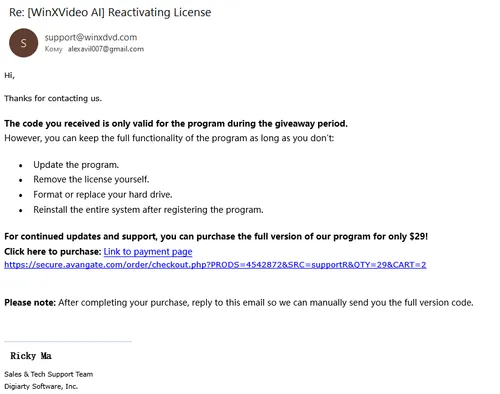 Re: [WinXVideo AI] Reactivating License
S
support@winxdvd.com
Кому alexavil007@gmail.com
Hi,
Thanks for contacting us.
The code you received is only valid for the program during the giveaway period.
However, you can keep the full functionality of the program as long as you don't:
• Update the program.
• Remove the license yourself.
• Format or replace your hard drive.
• Reinstall the entire system after registering the program.
For continued updates and support, you can purchase the full version of our program for only $29!
Click here to purchase: Link to payment page
https://secure.avangate.com/order/checkout.php?PRODS=4542872&SRC=supportR&QTY=29&CART=2
Please note: After completing your purchase, reply to this email so we can manually send you the full version code.
Ricky Ma
Sales & Tech Support Team
Digiarty Software, Inc.